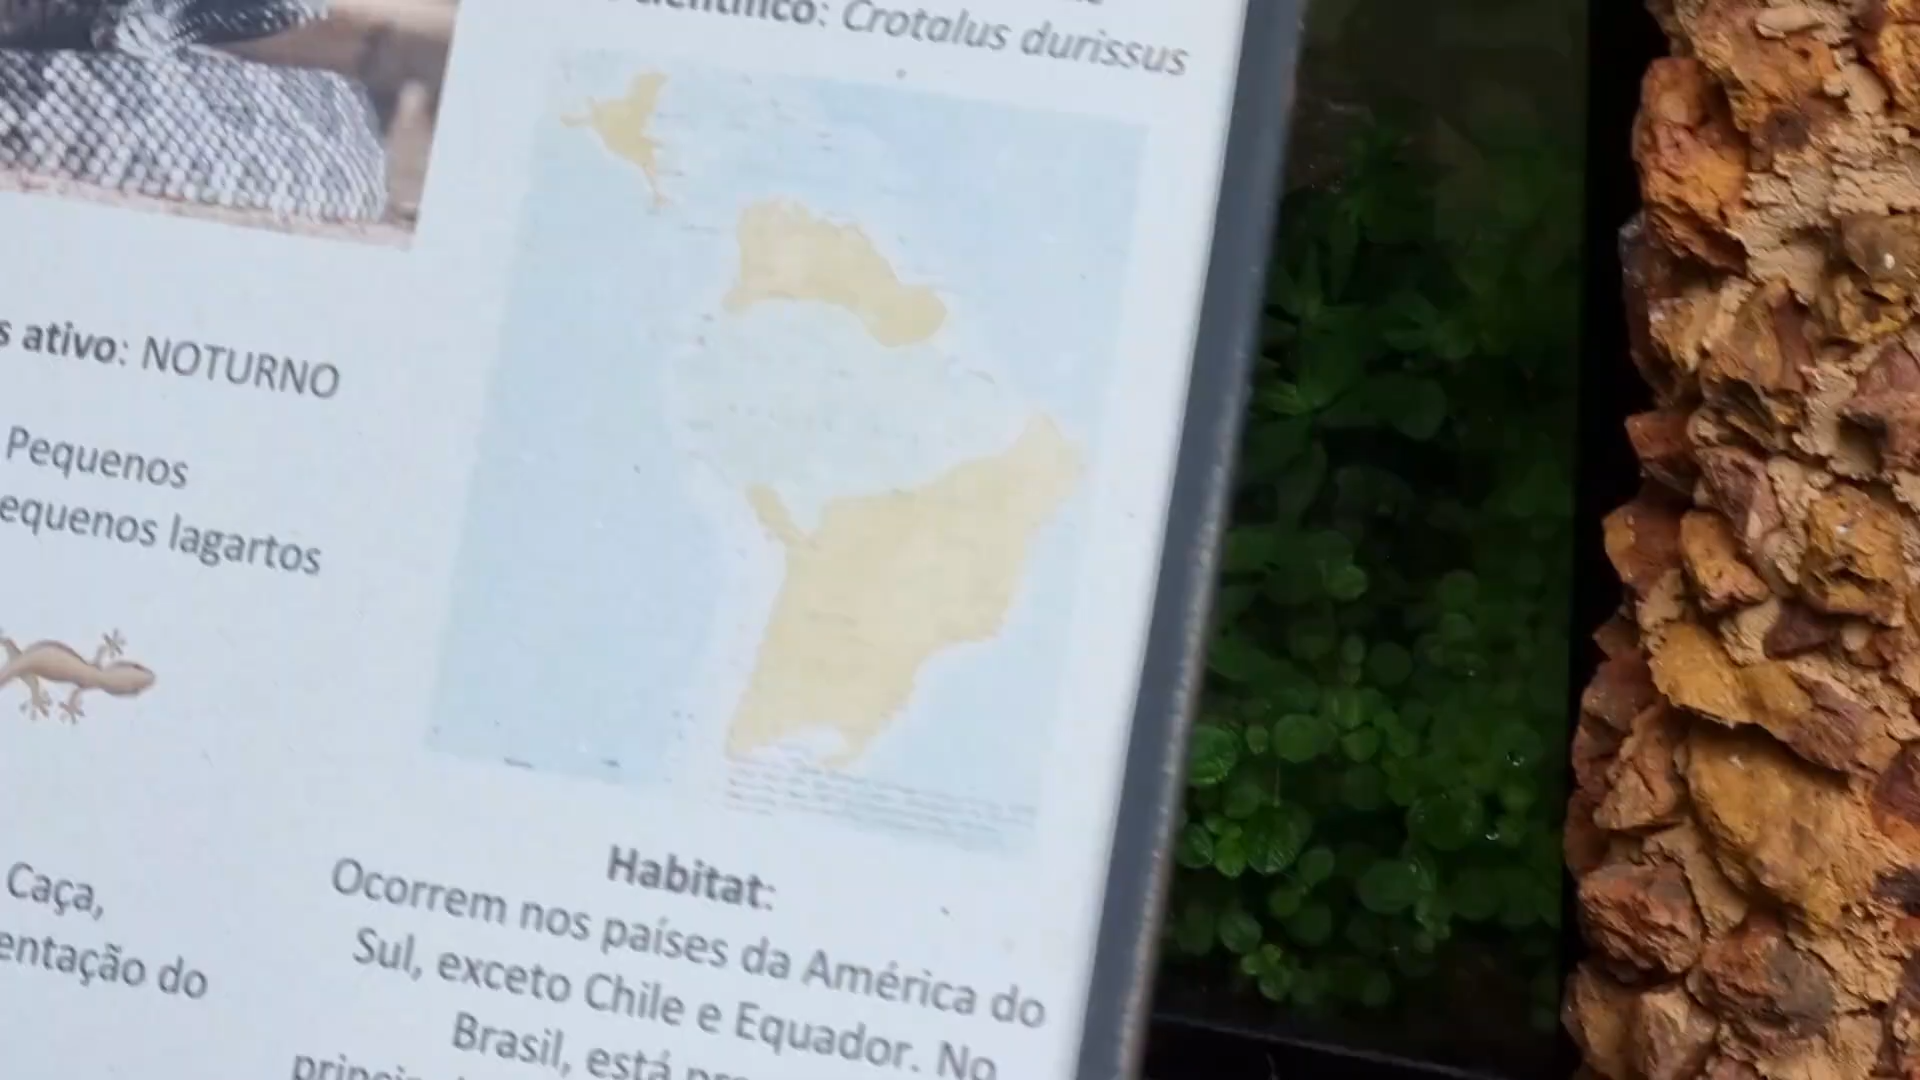 científico: Crotalus durissus
s ativo: NOTURNO
Pequenos
equenos lagartos
Caça,
entação do
Habitat:
Ocorrem nos países da América do
Sul, exceto Chile e Equador. No
Brasil, está